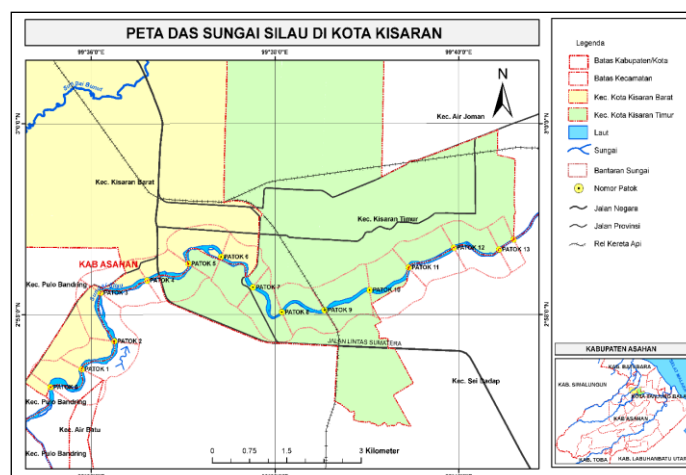 PETA DAS SUNGAI SILAU DI KOTA KISARAN
99°36'E
99°40'E
N
3°0'N
Sungai Bunut
Kec. Air Joman
Kec. Kisaran Barat
Kec. Kisaran Timur
KAB ASAHAN
Kec. Pulo Bandring
PATOK 1
PATOK 2
PATOK 3
PATOK 4
PATOK 5
PATOK 6
PATOK 7
PATOK 8
PATOK 9
PATOK 10
PATOK 11
PATOK 12
PATOK 13
JALAN LINTAS SUMATERA
Kec. Sei Dadap
Kec. Pulo Bandring
Kec. Air Batu
Kec. Pulo Bandring
0 0.75 1.5 3
Kilometer
Legenda
Batas Kabupaten/Kota
Batas Kecamatan
Kec. Kota Kisaran Barat
Kec. Kota Kisaran Timur
Laut
Sungai
Bantaran Sungai
Nomor Patok
Jalan Negara
Jalan Provinsi
Rel Kereta Api
KABUPATEN ASAHAN
KAB. BATUBARA
KAB. SIMALUNGUN
KAB ASAHAN
KAB. TOBA
KAB. LABUHANBATU UTARA